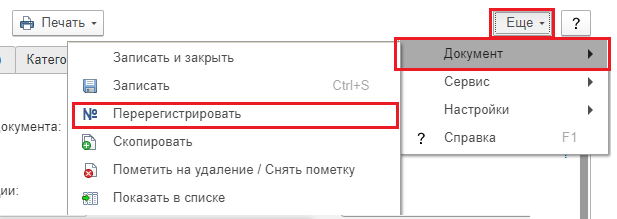 Печать
Еще
?
Записать и закрыть
Документ
)
Катего
Записать Ctrl+S
Сервис
Перерегистрировать
Настройки
окумента:
Скопировать
? Справка F1
Пометить на удаление / Снять пометку
ции:
Показать в списке